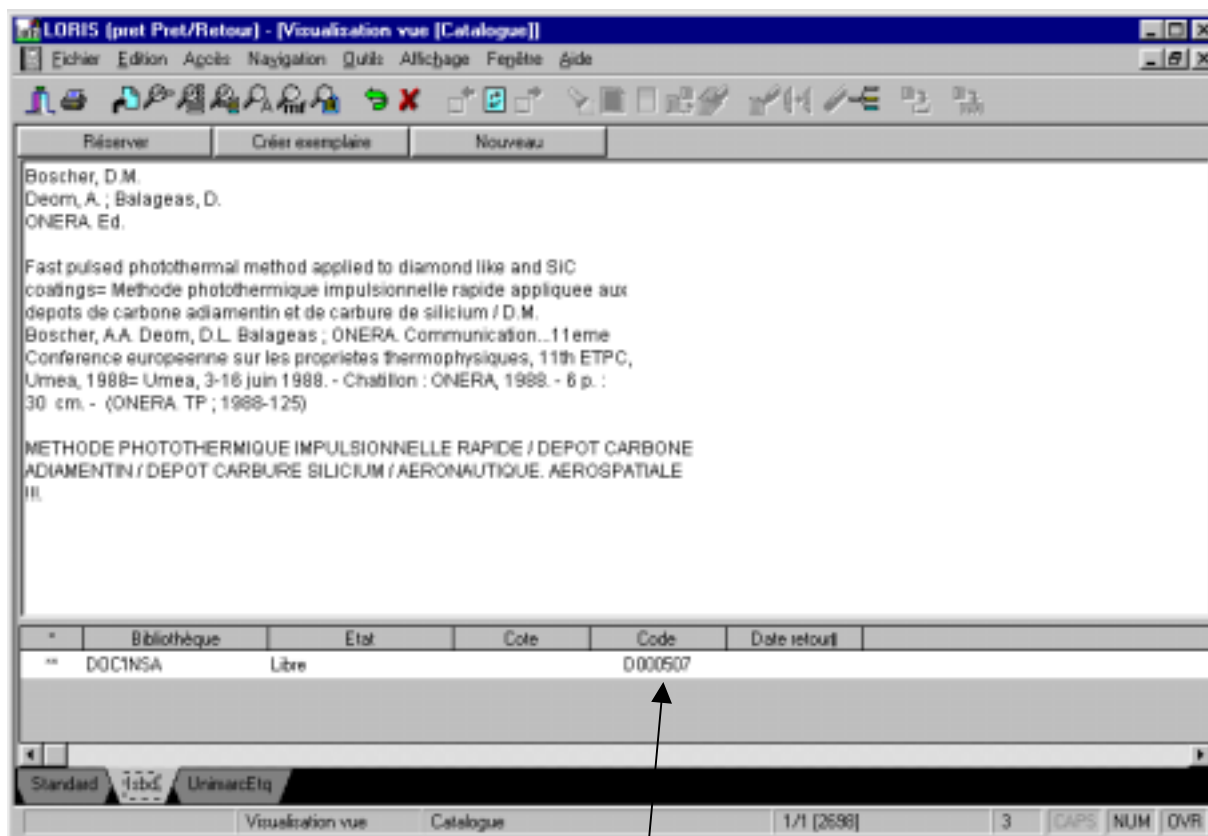 LORIS (pret Pret/Retour) - [Visualisation vue [Catalogue]]
Eichier Edition Accès Navigation Outils Affichage Fenêtre Aide
Réserver Créer exemplaire Nouveau
Boscher, D.M.
Deom, A. ; Balageas, D.
ONERA. Ed.
Fast pulsed photothermal method applied to diamond like and SiC
coatings= Methode photothermique impulsionnelle rapide appliquee aux
depots de carbone adiamentin et de carbure de silicium / D.M.
Boscher, A.A. Deom, D.L. Balageas ; ONERA. Communication...11eme
Conference europeenne sur les proprietes thermophysiques, 11th ETPC,
Umea, 1988= Umea, 3-16 juin 1988. - Chatillon : ONERA, 1988. - 6 p. :
30 cm. - (ONERA. TP ; 1988-125)
METHODE PHOTOTHERMIQUE IMPULSIONNELLE RAPIDE / DEPOT CARBONE
ADIAMENTIN / DEPOT CARBURE SILICIUM / AERONAUTIQUE. AEROSPATIALE
III.
* Bibliothèque Etat Cote Code Date retour
** DOC'INSA Libre D000507
Standard Isbd UnimarcEtq
Visualisation vue Catalogue 1/1 [2698] 3 CAPS NUM OVR